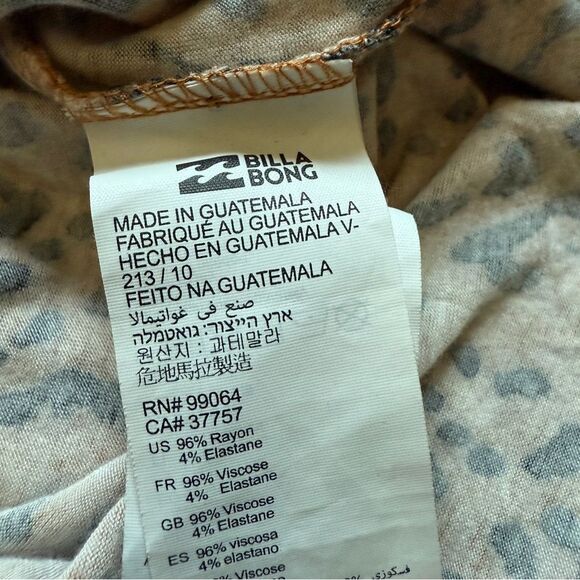 BILLA
BONG
MADE IN GUATEMALA
FABRIQUÉ AU GUATEMALA
HECHO EN GUATEMALA V-
213 / 10
FEITO NA GUATEMALA
صنع في غواتيمالا
ארץ הייצור: גואטמלה
원산지 : 과테말라
危地馬拉製造
RN# 99064
CA# 37757
US 96% Rayon
4% Elastane
FR 96% Viscose
4% Elastane
GB 96% Viscose
4% Elastane
ES 96% viscosa
4% elastano
96% Viscose
فسكوزي